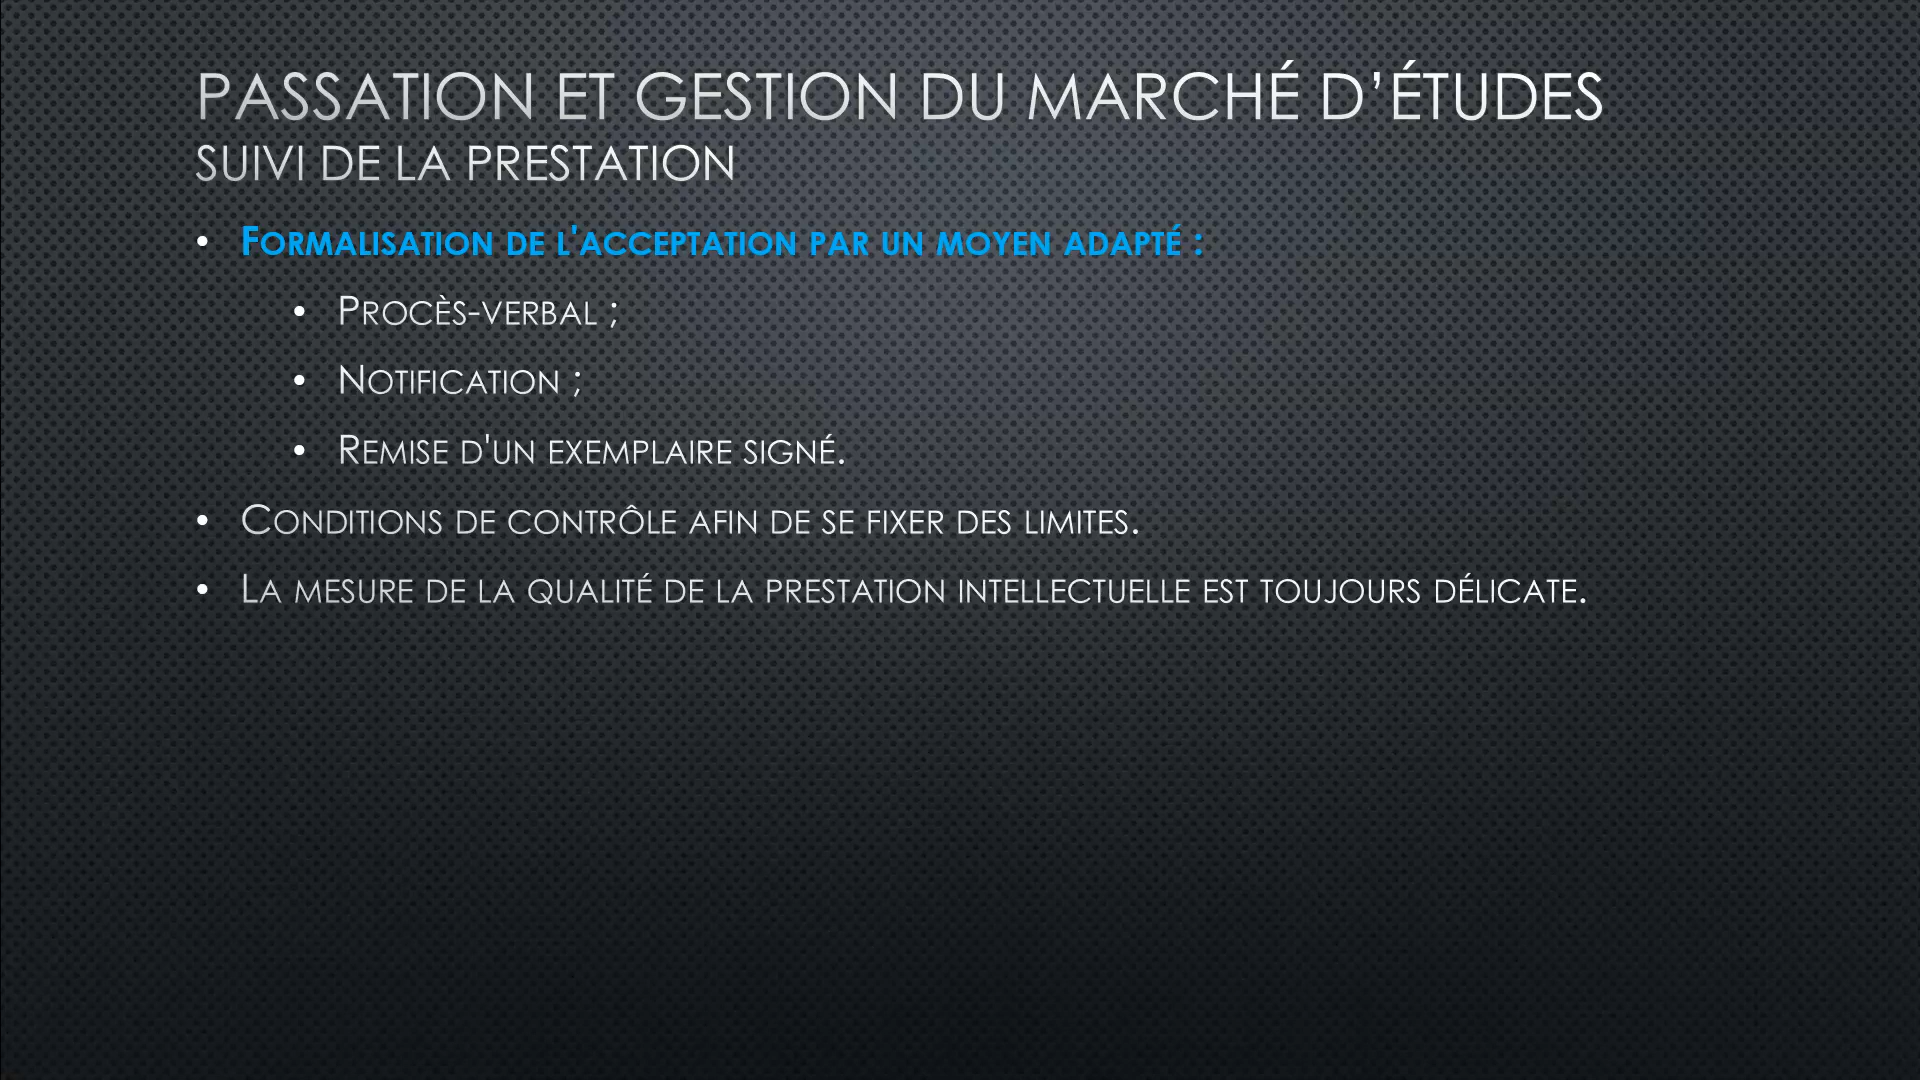 PASSATION ET GESTION DU MARCHÉ D’ÉTUDES
SUIVI DE LA PRESTATION
• FORMALISATION DE L'ACCEPTATION PAR UN MOYEN ADAPTÉ :
• PROCÈS-VERBAL ;
• NOTIFICATION ;
• REMISE D'UN EXEMPLAIRE SIGNÉ.
• CONDITIONS DE CONTRÔLE AFIN DE SE FIXER DES LIMITES.
• LA MESURE DE LA QUALITÉ DE LA PRESTATION INTELLECTUELLE EST TOUJOURS DÉLICATE.